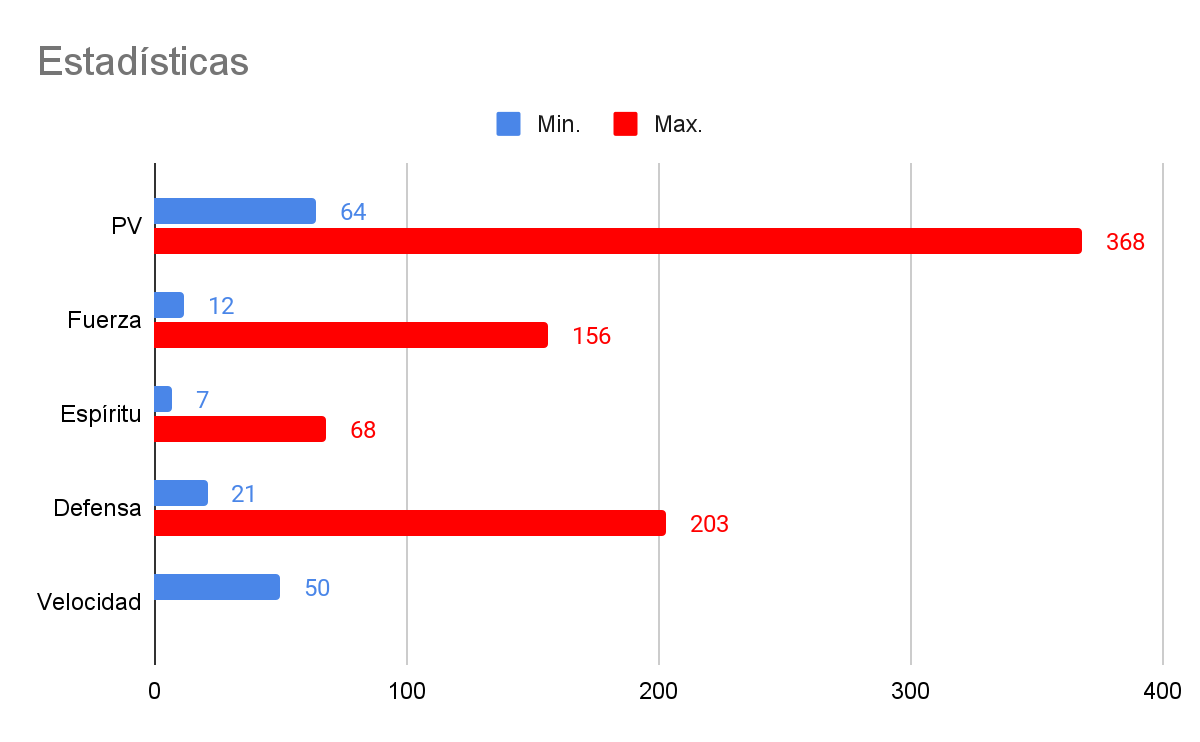 Estadísticas
Min. Max.
PV 64
368
Fuerza 12
156
Espíritu 7
68
Defensa 21
203
Velocidad 50
0 100 200 300 400